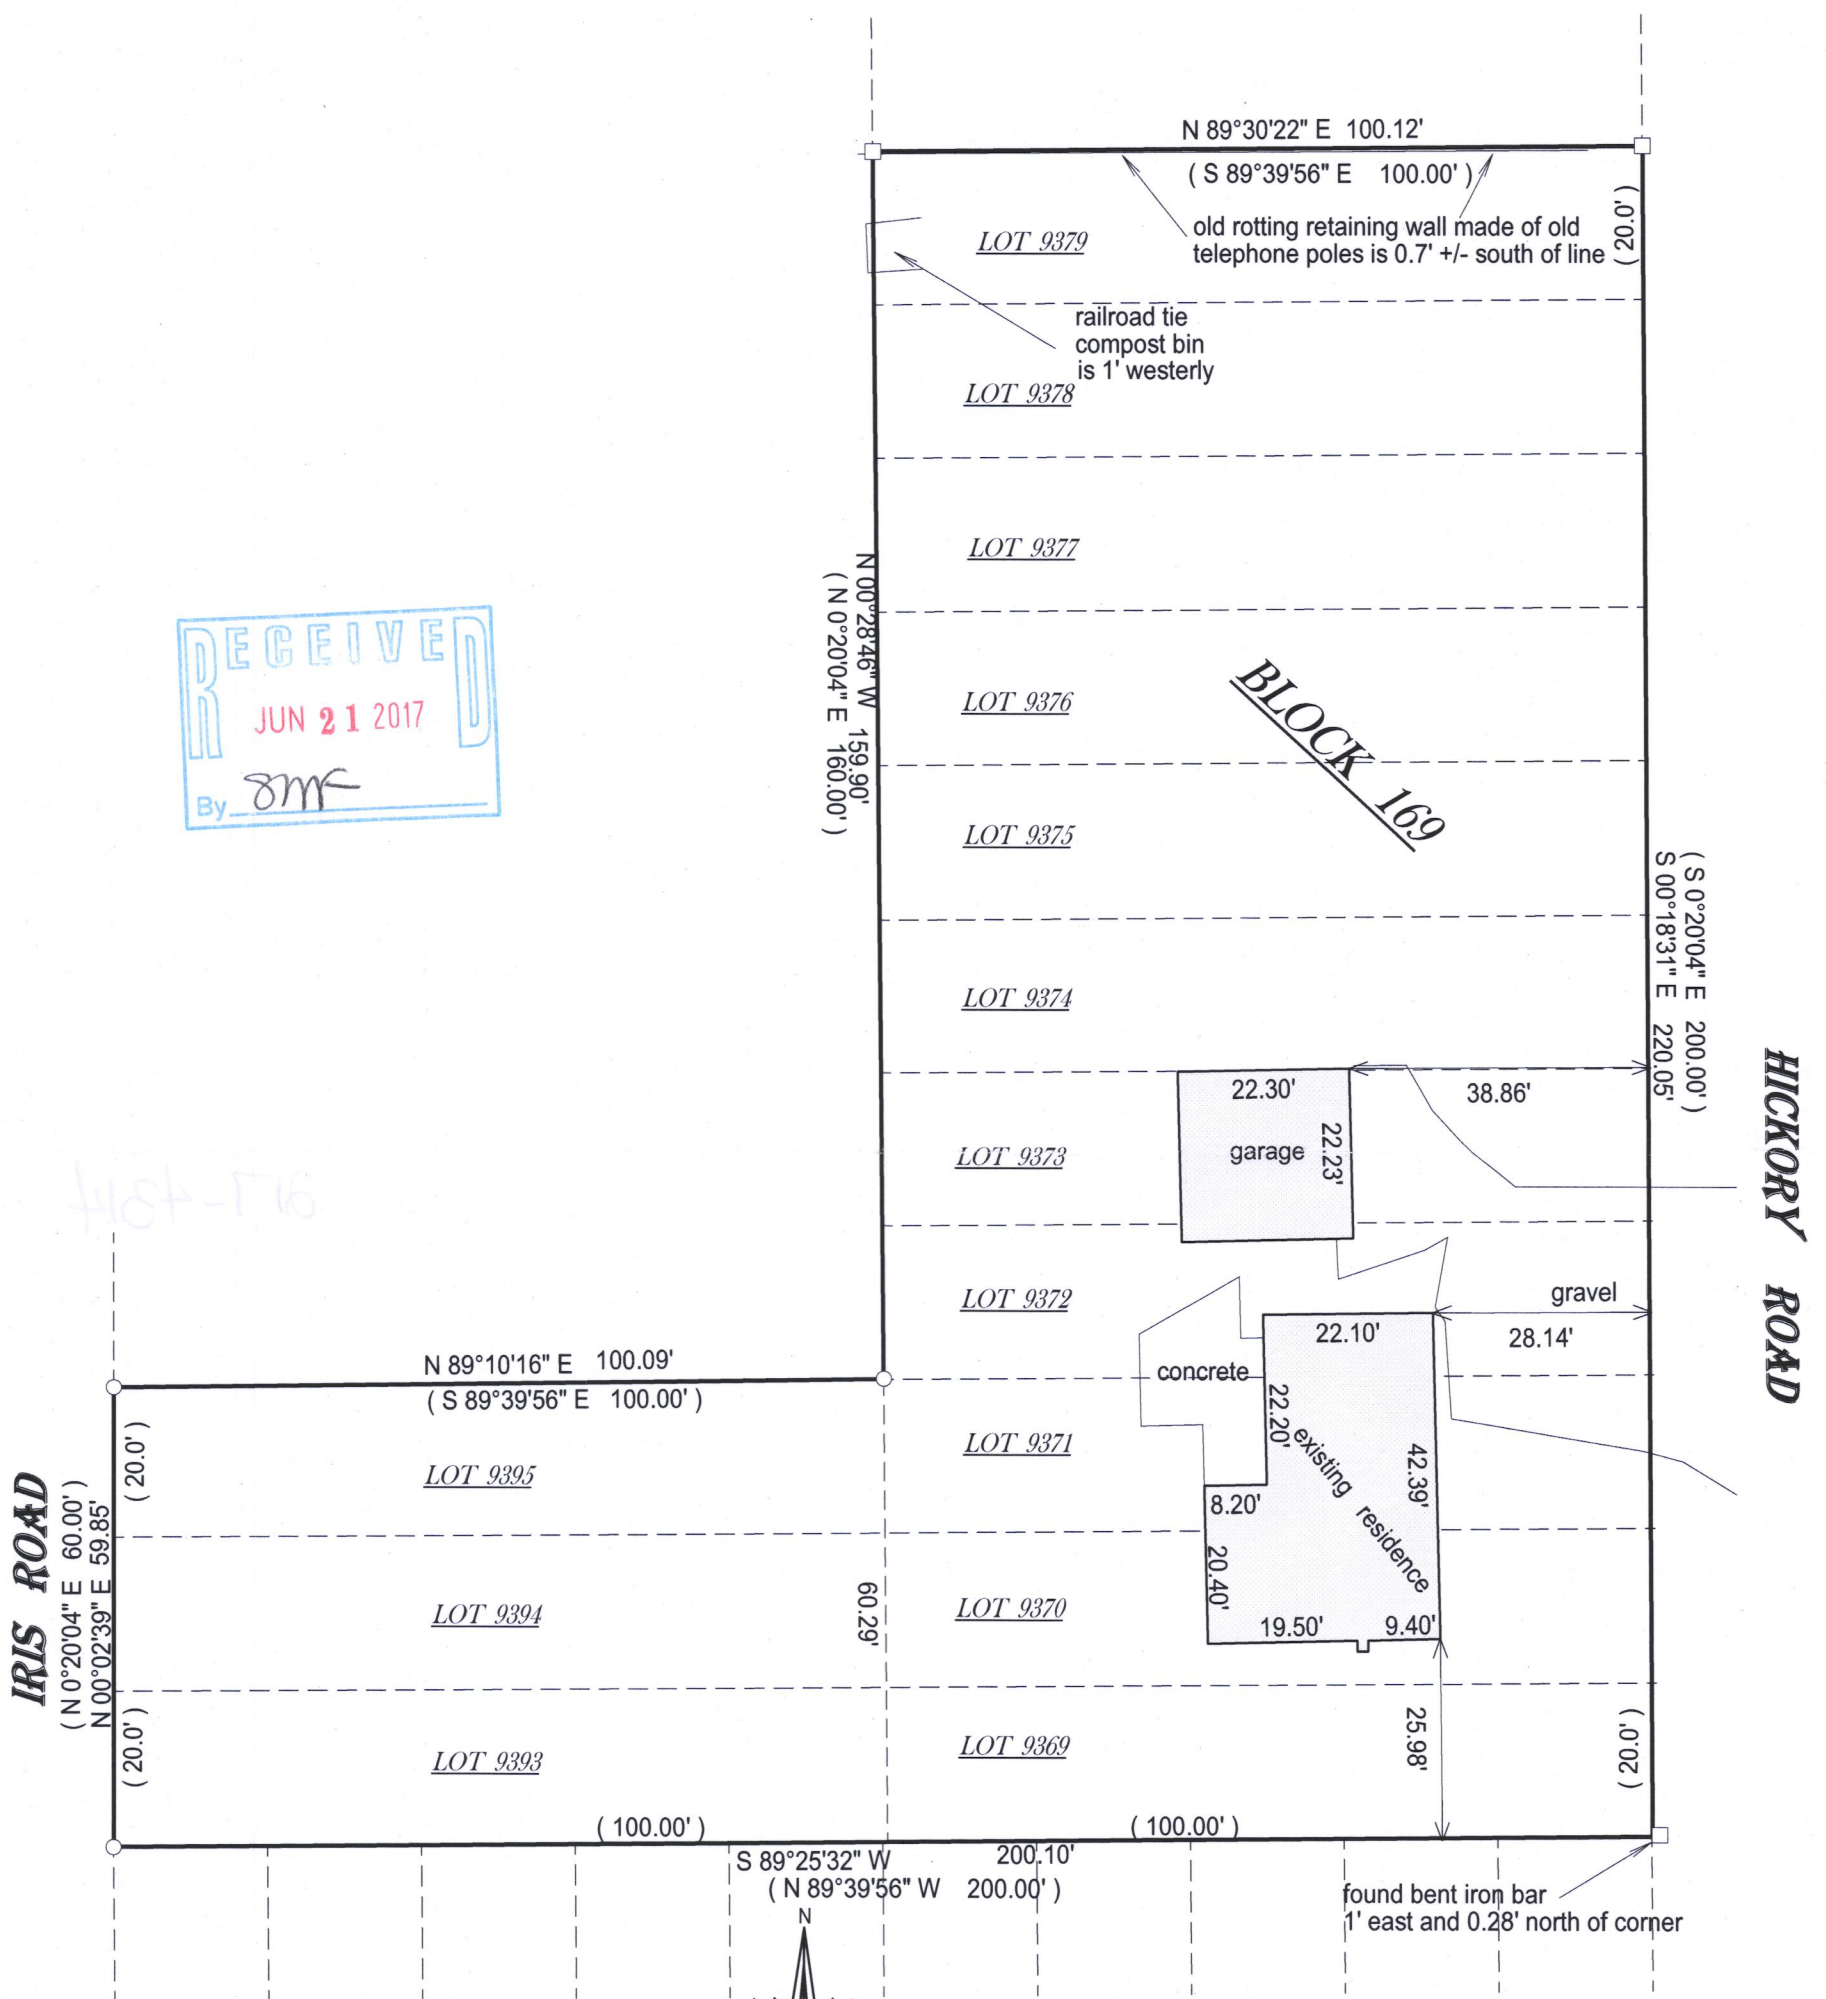 N 89°30'22" E 100.12'
( S 89°39'56" E 100.00' )
( 20.0' )
old rotting retaining wall made of old
telephone poles is 0.7' +/- south of line
LOT 9379
railroad tie
compost bin
is 1' westerly
LOT 9378
LOT 9377
N 00°28'46" W 159.90'
( N 0°20'04" E 160.00' )
RECEIVED
JUN 21 2017
By SMF
LOT 9376
BLOCK 169
LOT 9375
( S 0°20'04" E 200.00' )
S 00°18'31" E 220.05'
LOT 9374
HICKORY ROAD
22.30'
38.86'
22.23'
garage
LOT 9373
217-4314
LOT 9372
gravel
22.10'
28.14'
concrete
N 89°10'16" E 100.09'
( S 89°39'56" E 100.00' )
22.20'
existing residence
42.39'
LOT 9371
( 20.0' )
LOT 9395
8.20'
20.40'
IRIS ROAD
( N 0°20'04" E 60.00' )
N 00°02'39" E 59.85'
LOT 9394
60.29'
LOT 9370
19.50'
9.40'
25.98'
( 20.0' )
LOT 9393
LOT 9369
( 20.0' )
( 100.00' )
( 100.00' )
S 89°25'32" W 200.10'
( N 89°39'56" W 200.00' )
found bent iron bar
1' east and 0.28' north of corner
N